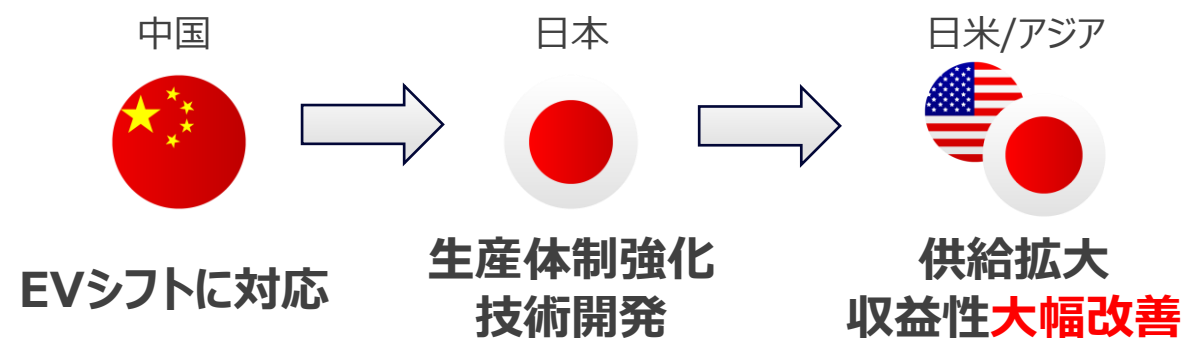 中国
EVシフトに対応
日本
生産体制強化
技術開発
日米/アジア
供給拡大
収益性大幅改善